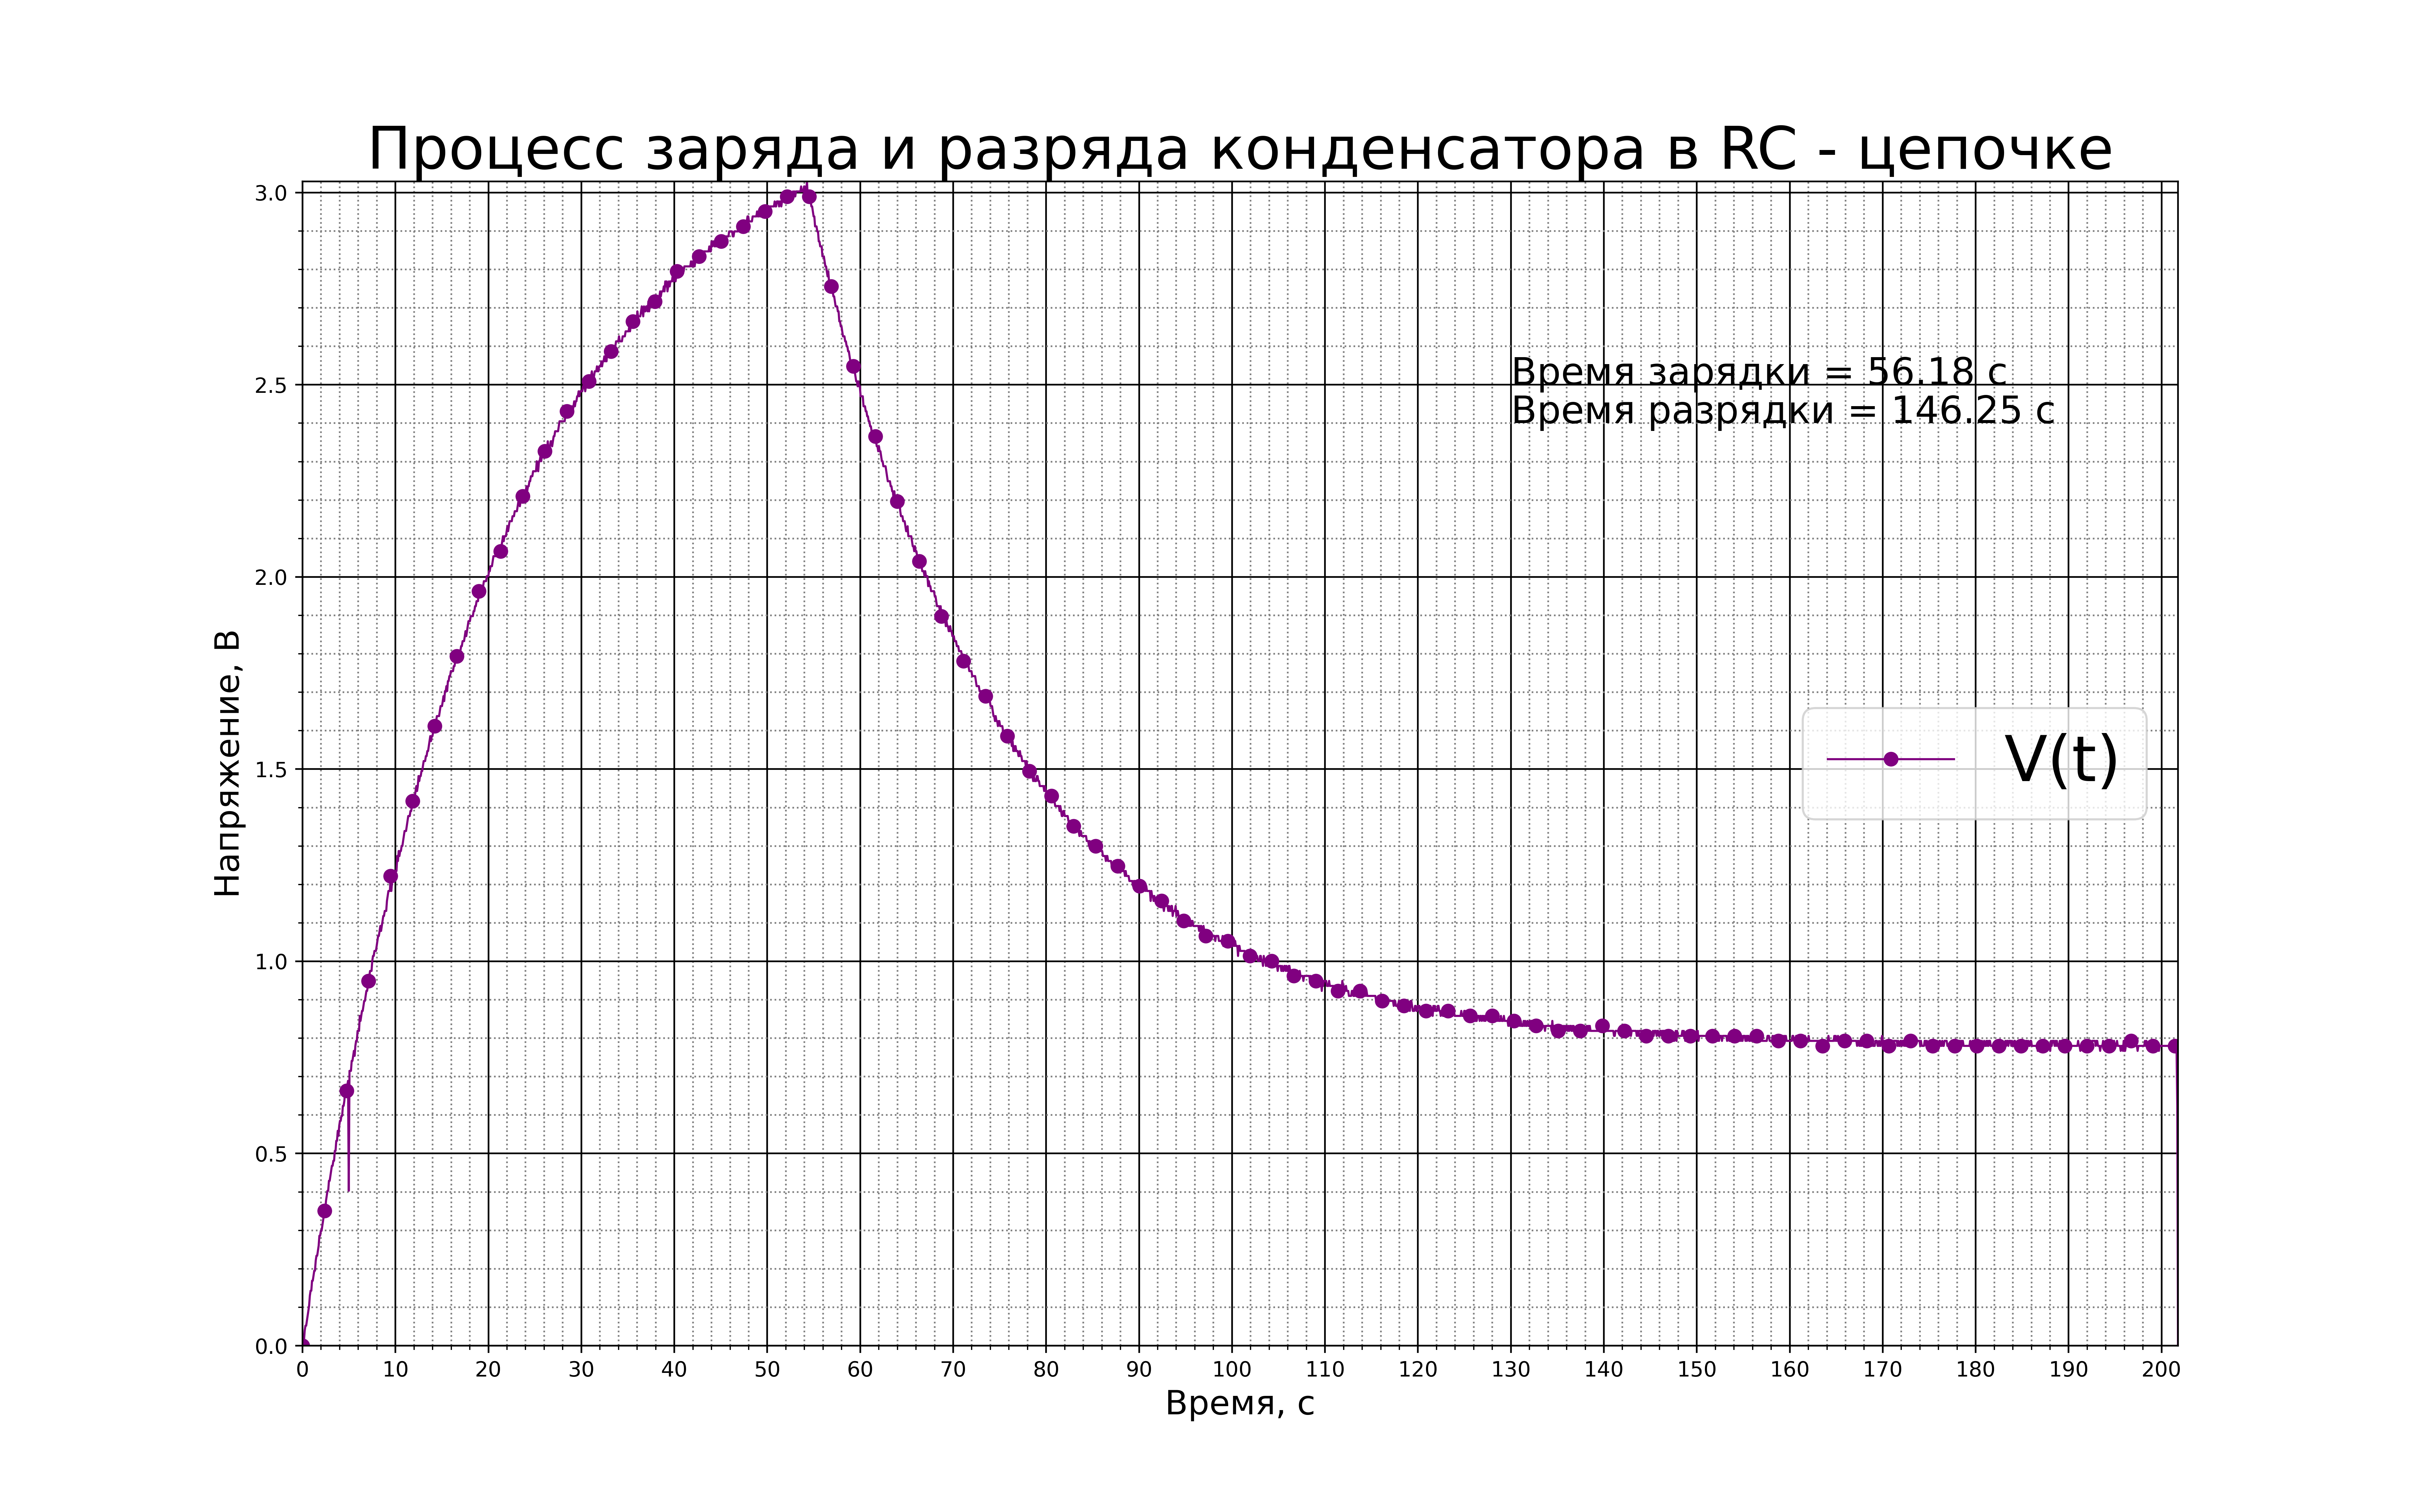 Процесс заряда и разряда конденсатора в RC - цепочке
3.0
2.5
2.0
1.5
1.0
0.5
0.0
Напряжение, В
Время зарядки = 56.18 с
Время разрядки = 146.25 с
V(t)
0 10 20 30 40 50 60 70 80 90 100 110 120 130 140 150 160 170 180 190 200
Время, с